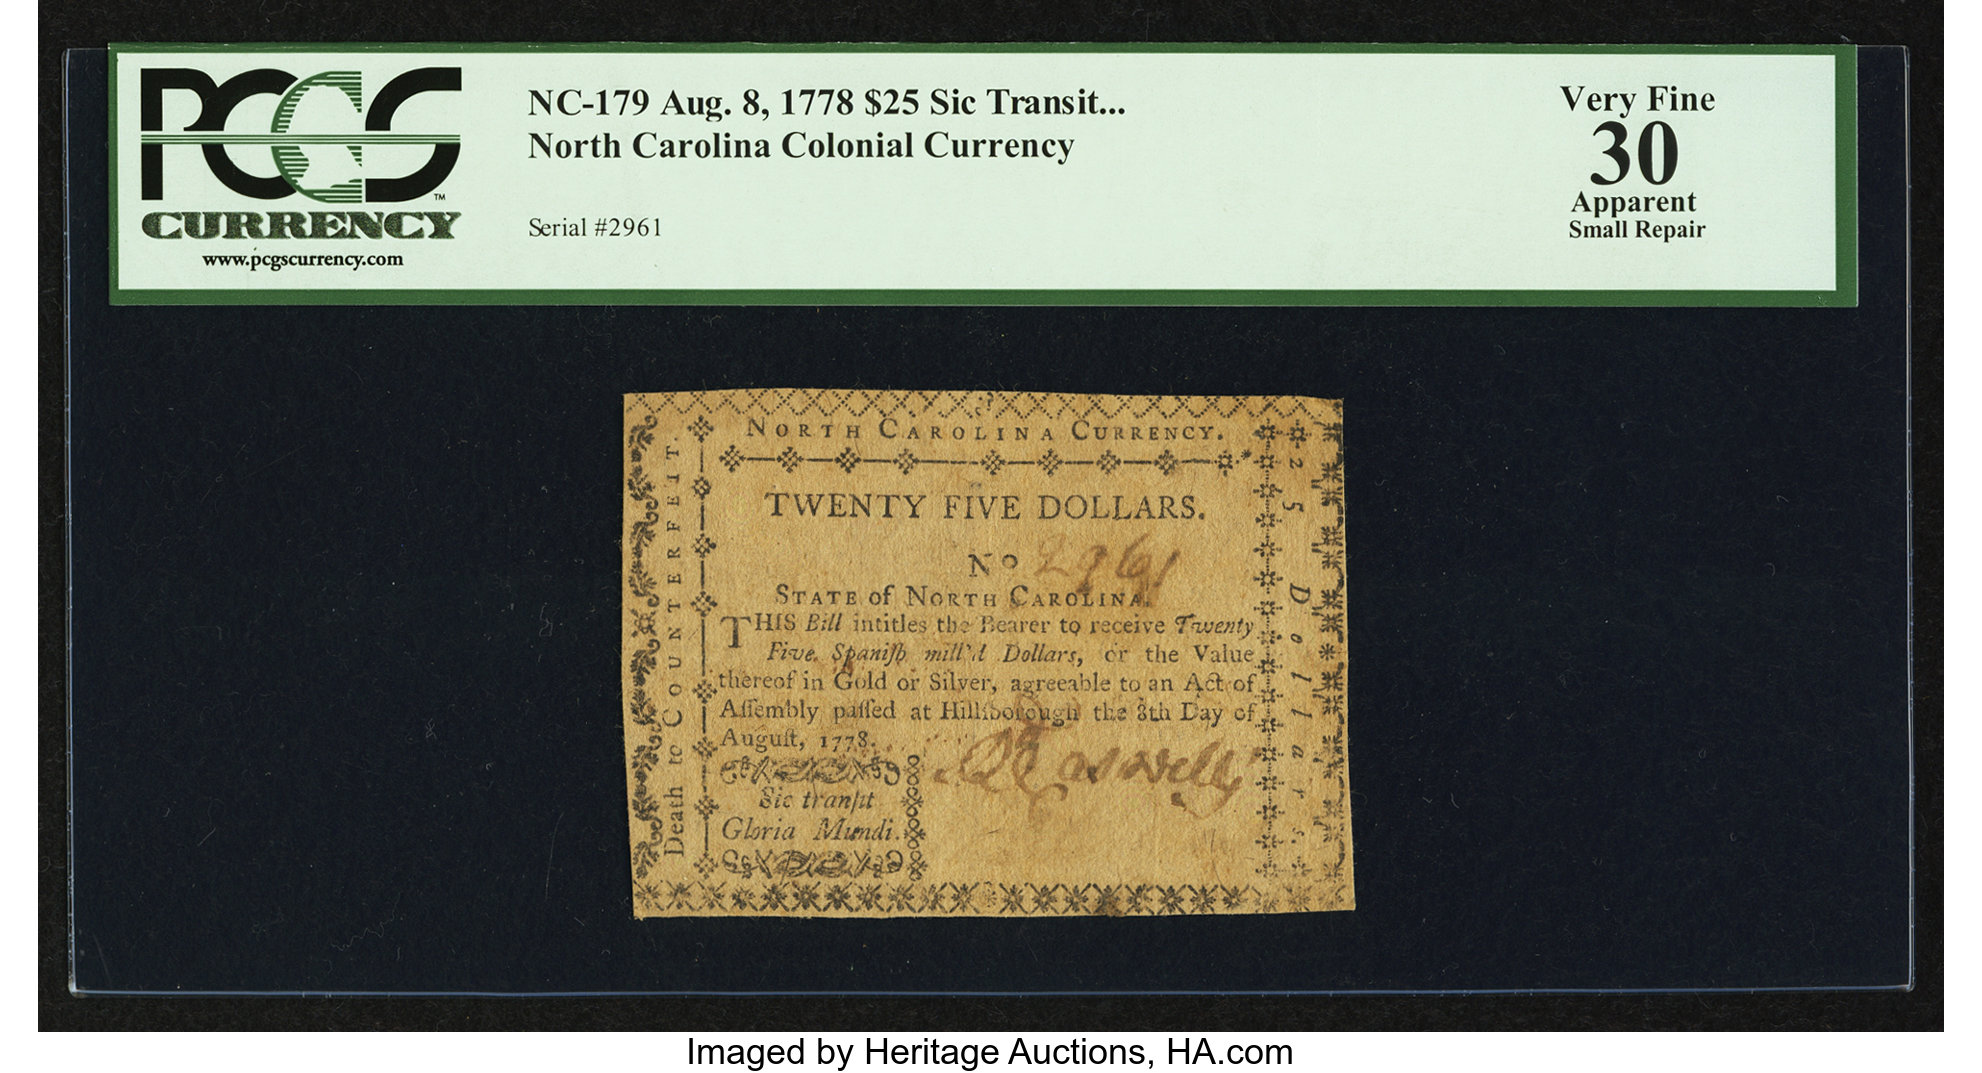 PCGS
™
CURRENCY
www.pcgscurrency.com
NC-179 Aug. 8, 1778 $25 Sic Transit...
North Carolina Colonial Currency
Serial #2961
Very Fine
30
Apparent
Small Repair
NORTH CAROLINA CURRENCY.
TWENTY FIVE DOLLARS.
No 2961
STATE of NORTH CAROLINA.
THIS Bill intitles the Bearer to receive Twenty
Five Spaniſh mill'd Dollars, or the Value
thereof in Gold or Silver, agreeable to an Act of
Aſſembly paſſed at Hillſborough the 8th Day of
Auguſt, 1778.
R Caswell
Sic tranſit
Gloria Mundi.
Death to COUNTERFEIT.
25 Dollars.
Imaged by Heritage Auctions, HA.com